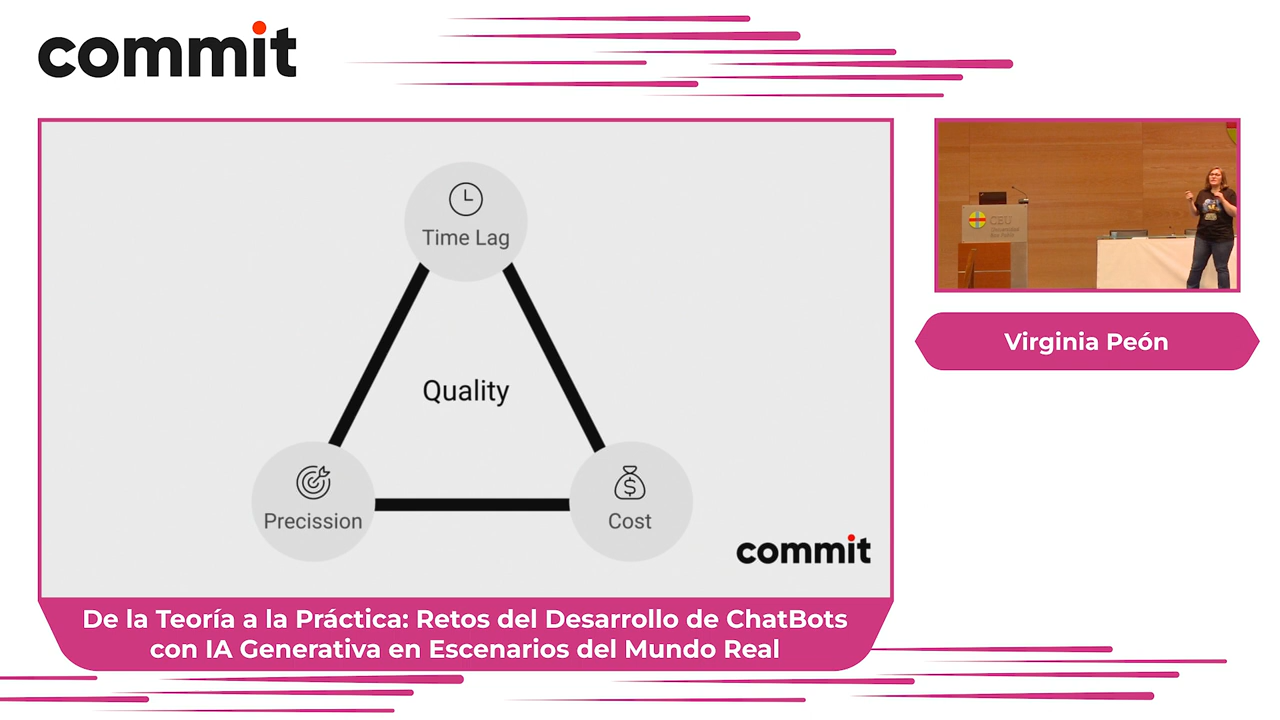 commit
Time Lag
Quality
Precission
Cost
commit
De la Teoría a la Práctica: Retos del Desarrollo de ChatBots
con IA Generativa en Escenarios del Mundo Real
CEU
Virginia Peón